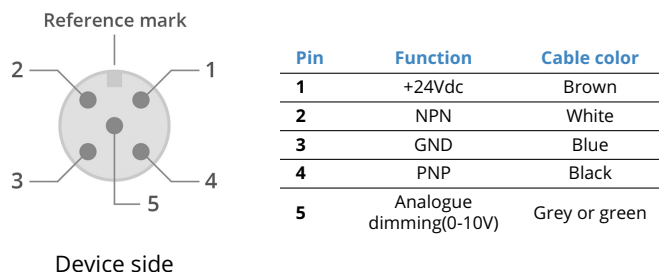 Reference mark
2 1
3 4
5
Device side
Pin Function Cable color
1 +24Vdc Brown
2 NPN White
3 GND Blue
4 PNP Black
5 Analogue dimming(0-10V) Grey or green